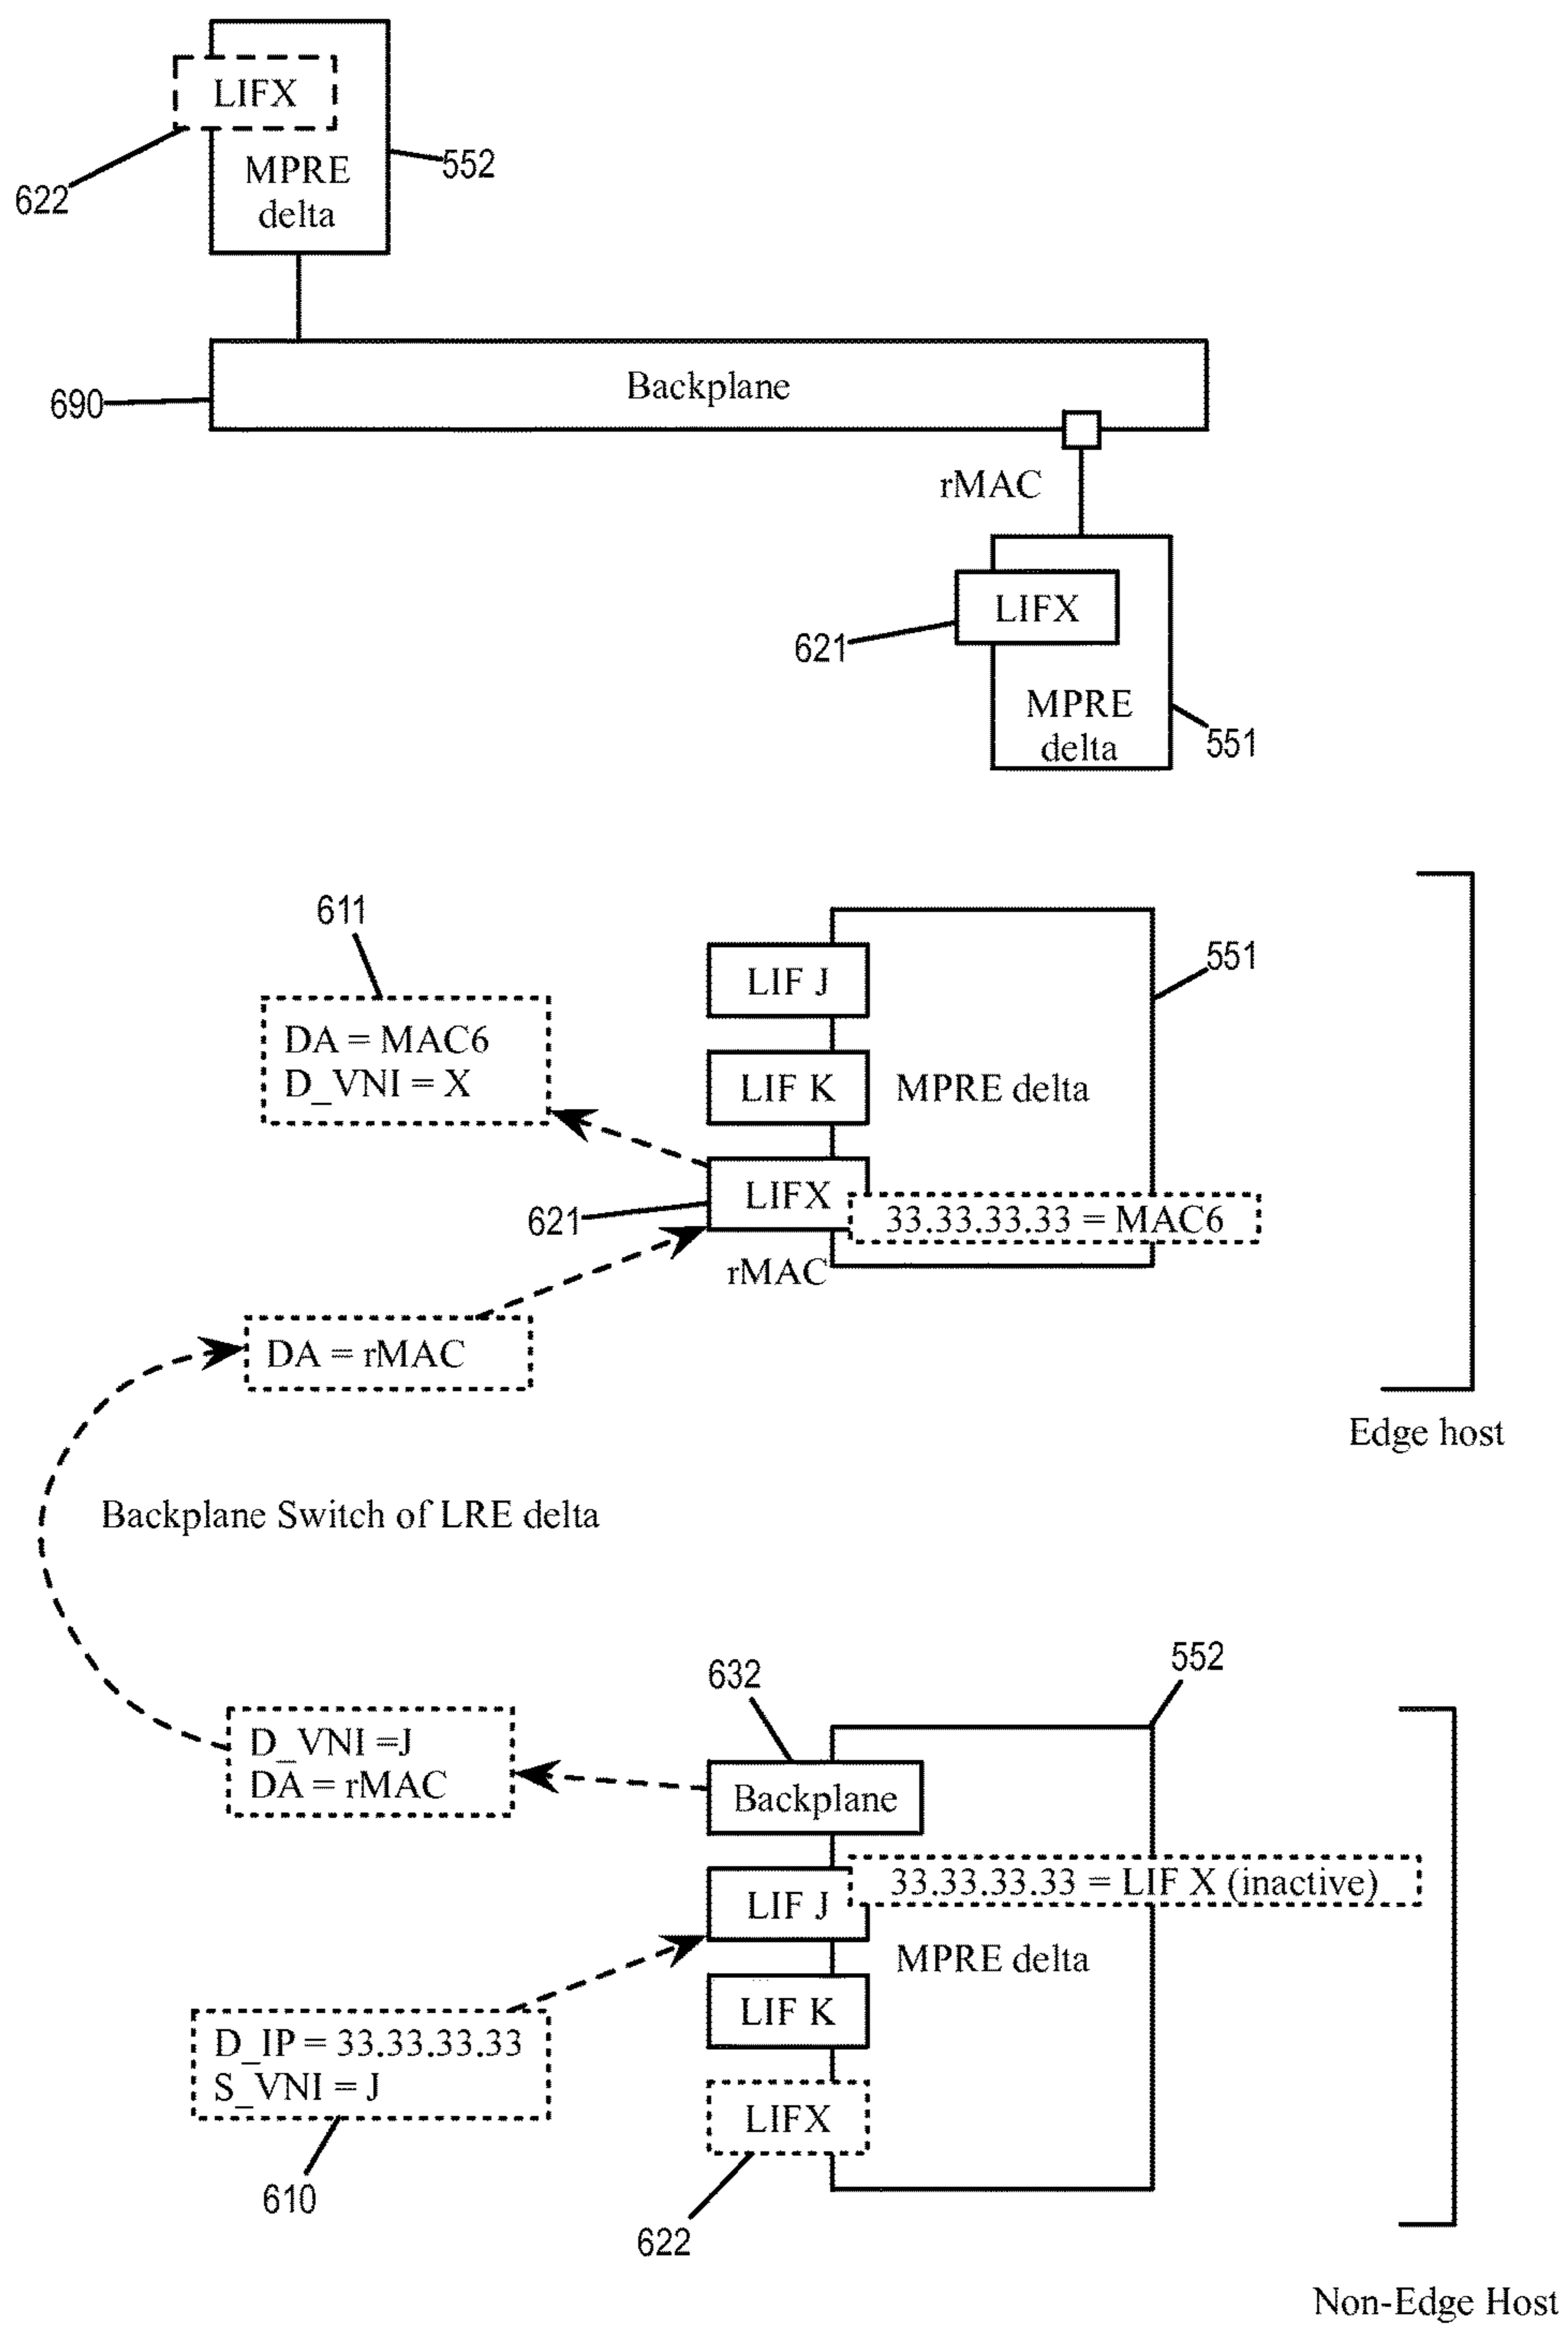 LIFX
MPRE
delta
552
622
Backplane
690
rMAC
LIFX
621
MPRE
delta
551
611
551
LIF J
DA = MAC6
D_VNI = X
LIF K
MPRE delta
LIFX
621
33.33.33.33 = MAC6
rMAC
DA = rMAC
Edge host
Backplane Switch of LRE delta
632
552
D_VNI =J
DA = rMAC
Backplane
33.33.33.33 = LIF X (inactive)
LIF J
MPRE delta
LIF K
D_IP = 33.33.33.33
S_VNI = J
LIFX
610
622
Non-Edge Host